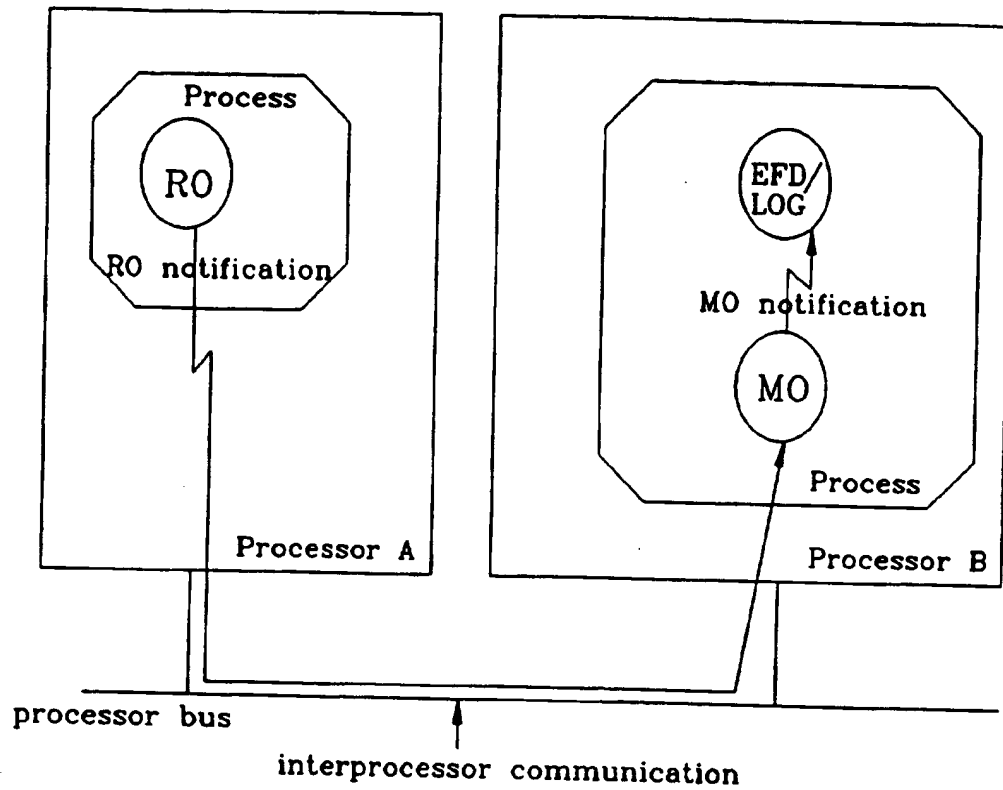 Process
RO
RO notification
Processor A
EFD/
LOG
MO notification
MO
Process
Processor B
processor bus
interprocessor communication